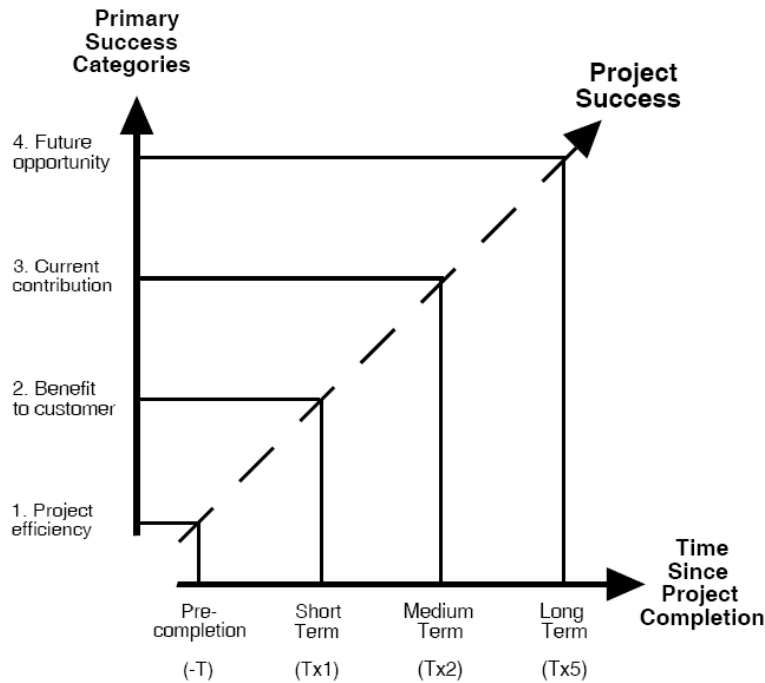 Primary
Success
Categories
Project
Success
4. Future
opportunity
3. Current
contribution
2. Benefit
to customer
1. Project
efficiency
Time
Since
Project
Completion
Pre-
completion
(-T)
Short
Term
(Tx1)
Medium
Term
(Tx2)
Long
Term
(Tx5)